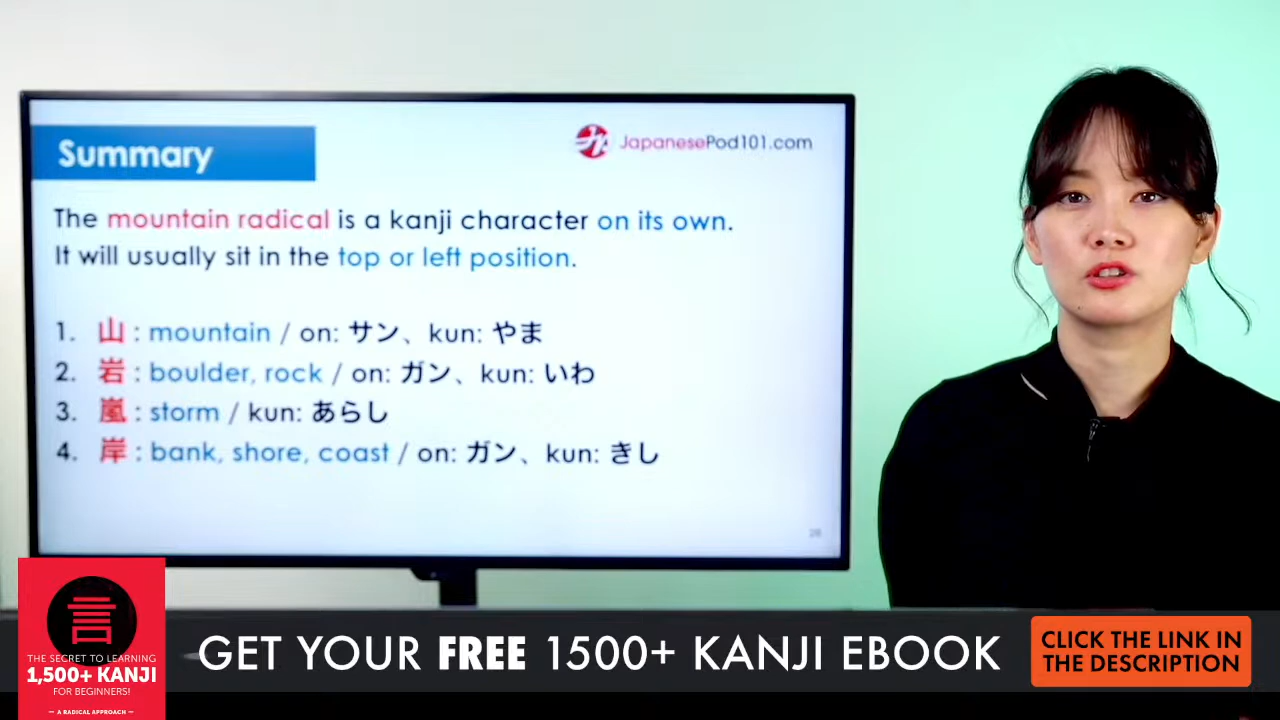 Summary
JapanesePod101.com
The mountain radical is a kanji character on its own.
It will usually sit in the top or left position.
1. 山 : mountain / on: サン、kun: やま
2. 岩 : boulder, rock / on: ガン、kun: いわ
3. 嵐 : storm / kun: あらし
4. 岸 : bank, shore, coast / on: ガン、kun: きし
28
言
THE SECRET TO LEARNING
1,500+ KANJI
FOR BEGINNERS!
— A RADICAL APPROACH —
GET YOUR FREE 1500+ KANJI EBOOK
CLICK THE LINK IN
THE DESCRIPTION